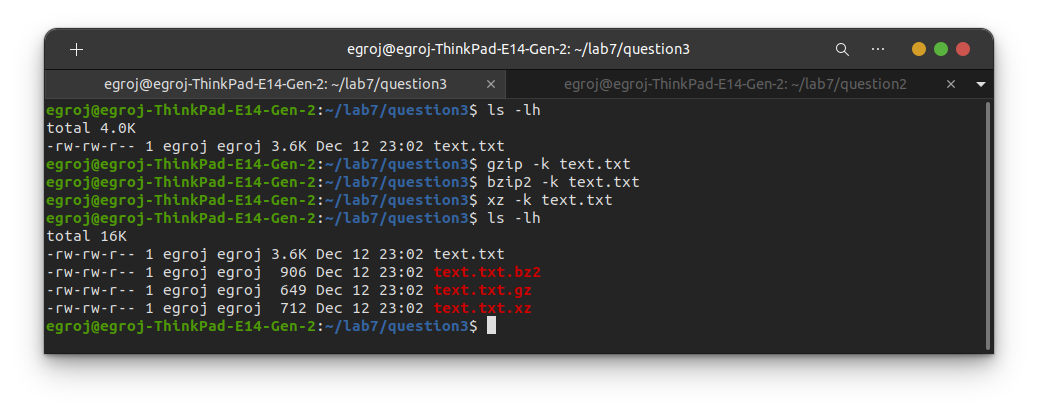 egroj@egroj-ThinkPad-E14-Gen-2: ~/lab7/question3
egroj@egroj-ThinkPad-E14-Gen-2: ~/lab7/question3
egroj@egroj-ThinkPad-E14-Gen-2: ~/lab7/question2
egroj@egroj-ThinkPad-E14-Gen-2:~/lab7/question3$ ls -lh
total 4.0K
-rw-rw-r-- 1 egroj egroj 3.6K Dec 12 23:02 text.txt
egroj@egroj-ThinkPad-E14-Gen-2:~/lab7/question3$ gzip -k text.txt
egroj@egroj-ThinkPad-E14-Gen-2:~/lab7/question3$ bzip2 -k text.txt
egroj@egroj-ThinkPad-E14-Gen-2:~/lab7/question3$ xz -k text.txt
egroj@egroj-ThinkPad-E14-Gen-2:~/lab7/question3$ ls -lh
total 16K
-rw-rw-r-- 1 egroj egroj 3.6K Dec 12 23:02 text.txt
-rw-rw-r-- 1 egroj egroj  906 Dec 12 23:02 text.txt.bz2
-rw-rw-r-- 1 egroj egroj  649 Dec 12 23:02 text.txt.gz
-rw-rw-r-- 1 egroj egroj  712 Dec 12 23:02 text.txt.xz
egroj@egroj-ThinkPad-E14-Gen-2:~/lab7/question3$